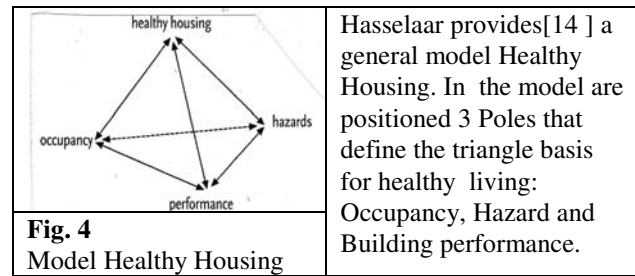 healthy housing
occupancy
hazards
performance
Fig. 4
Model Healthy Housing
Hasselaar provides[14 ] a
general model Healthy
Housing. In the model are
positioned 3 Poles that
define the triangle basis
for healthy living:
Occupancy, Hazard and
Building performance.